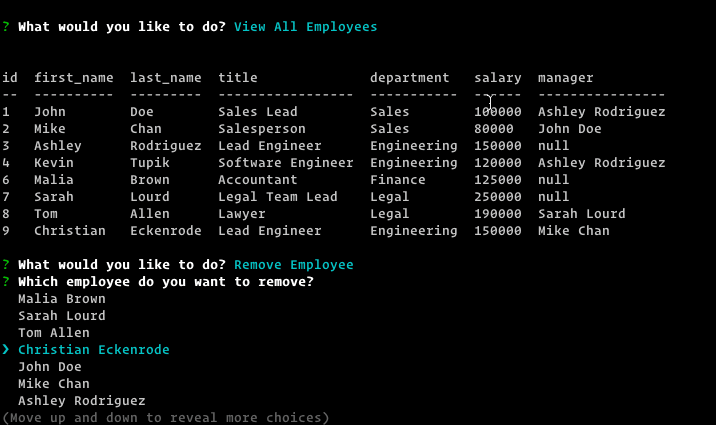 ? What would you like to do? View All Employees
id  first_name  last_name  title              department   salary  manager
--  ----------  ---------  -----------------  -----------  ------  ----------------
1   John        Doe        Sales Lead         Sales        100000  Ashley Rodriguez
2   Mike        Chan       Salesperson        Sales        80000   John Doe
3   Ashley      Rodriguez  Lead Engineer      Engineering  150000  null
4   Kevin       Tupik      Software Engineer  Engineering  120000  Ashley Rodriguez
6   Malia       Brown      Accountant         Finance      125000  null
7   Sarah       Lourd      Legal Team Lead    Legal        250000  null
8   Tom         Allen      Lawyer             Legal        190000  Sarah Lourd
9   Christian   Eckenrode  Lead Engineer      Engineering  150000  Mike Chan
? What would you like to do? Remove Employee
? Which employee do you want to remove?
Malia Brown
Sarah Lourd
Tom Allen
❯ Christian Eckenrode
John Doe
Mike Chan
Ashley Rodriguez
(Move up and down to reveal more choices)